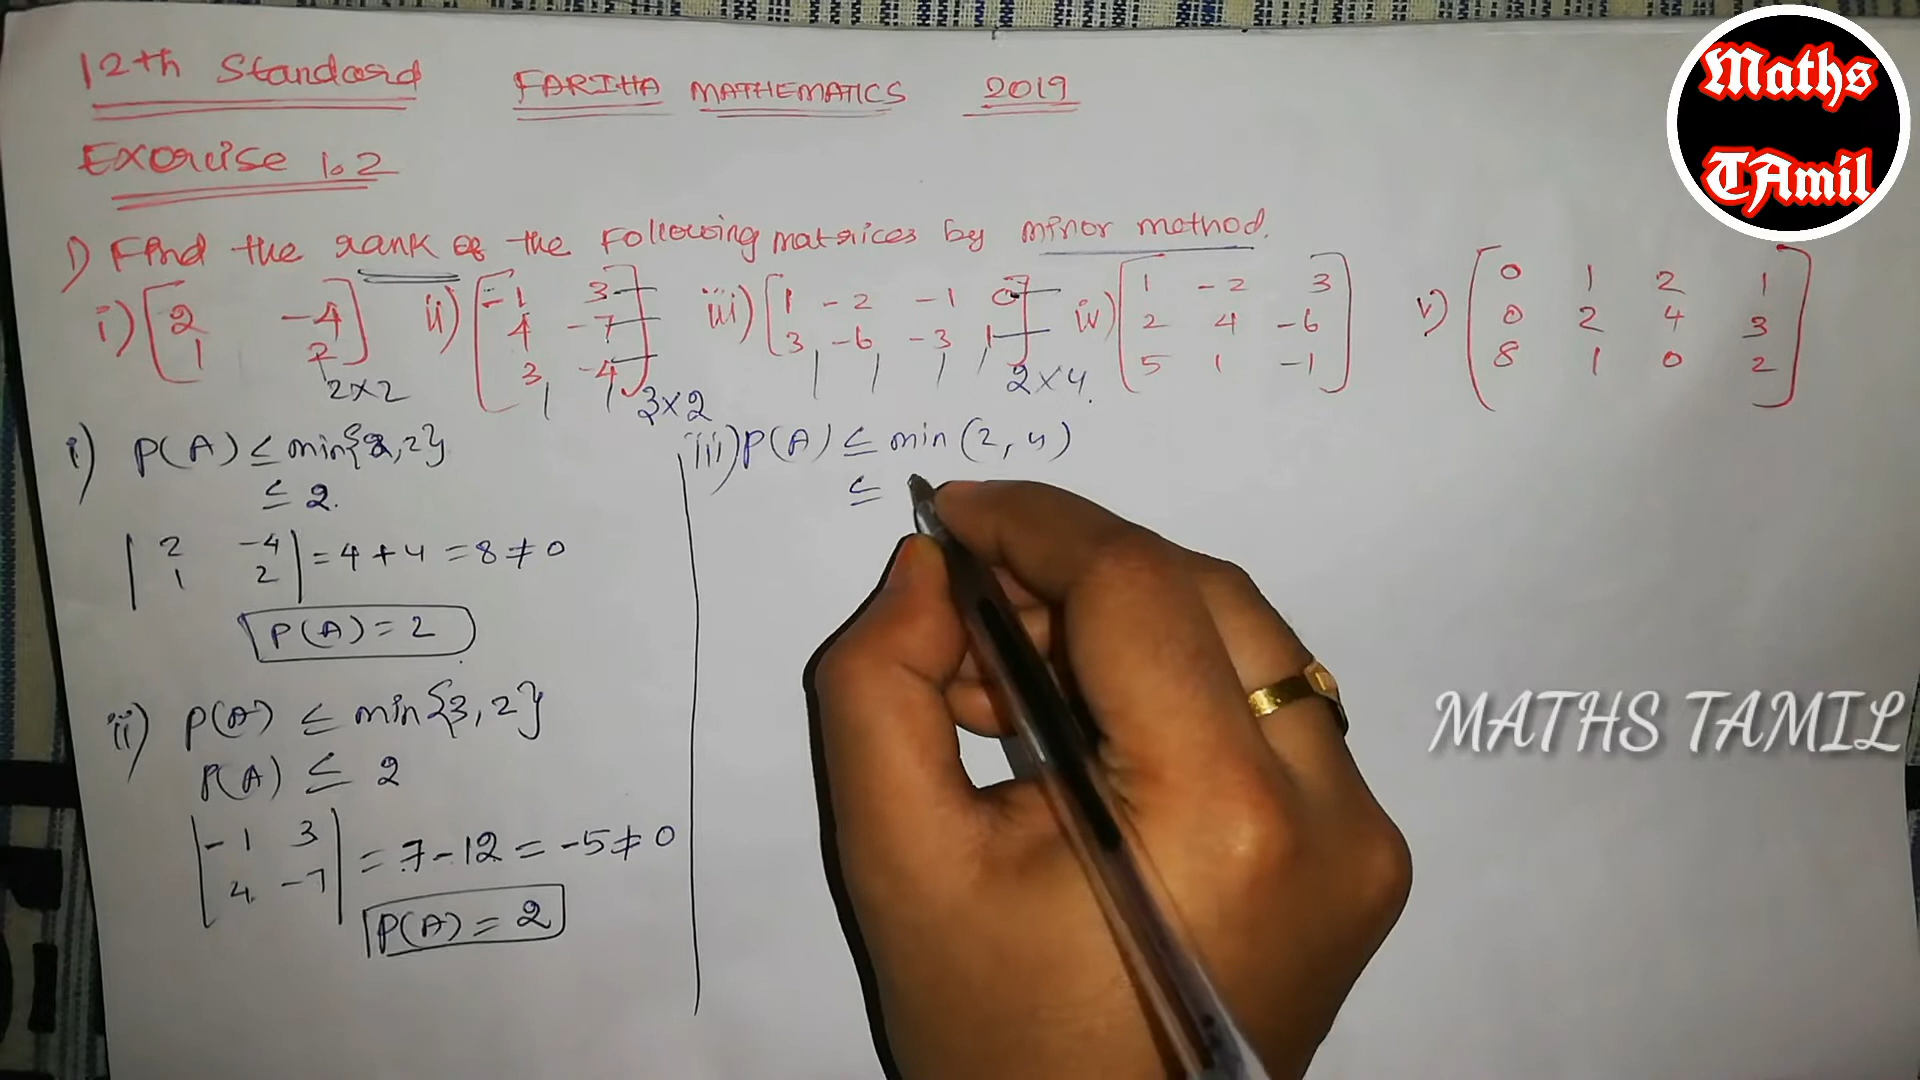 12th Standard FARITHA MATHEMATICS 2019
Exercise 1.2
1) Find the rank of the following matrices by minor method.
i) [2 -4
1 2] 2×2
ii) [-1 3
4 -7
3 -4] 3×2
iii) [1 -2 -1 0
3 -6 -3 1] 2×4.
iv) [1 -2 3
2 4 -6
5 1 -1]
v) [0 1 2 1
0 2 4 3
8 1 0 2]
i) P(A) ≤ min{2,2}
≤ 2.
|2 -4
1 2| = 4+4 = 8 ≠ 0
P(A) = 2
ii) P(A) ≤ min{3,2}
P(A) ≤ 2
|-1 3
4 -7| = 7-12 = -5 ≠ 0
P(A) = 2
iii) P(A) ≤ min(2,4)
≤
Maths
TAmil
MATHS TAMIL